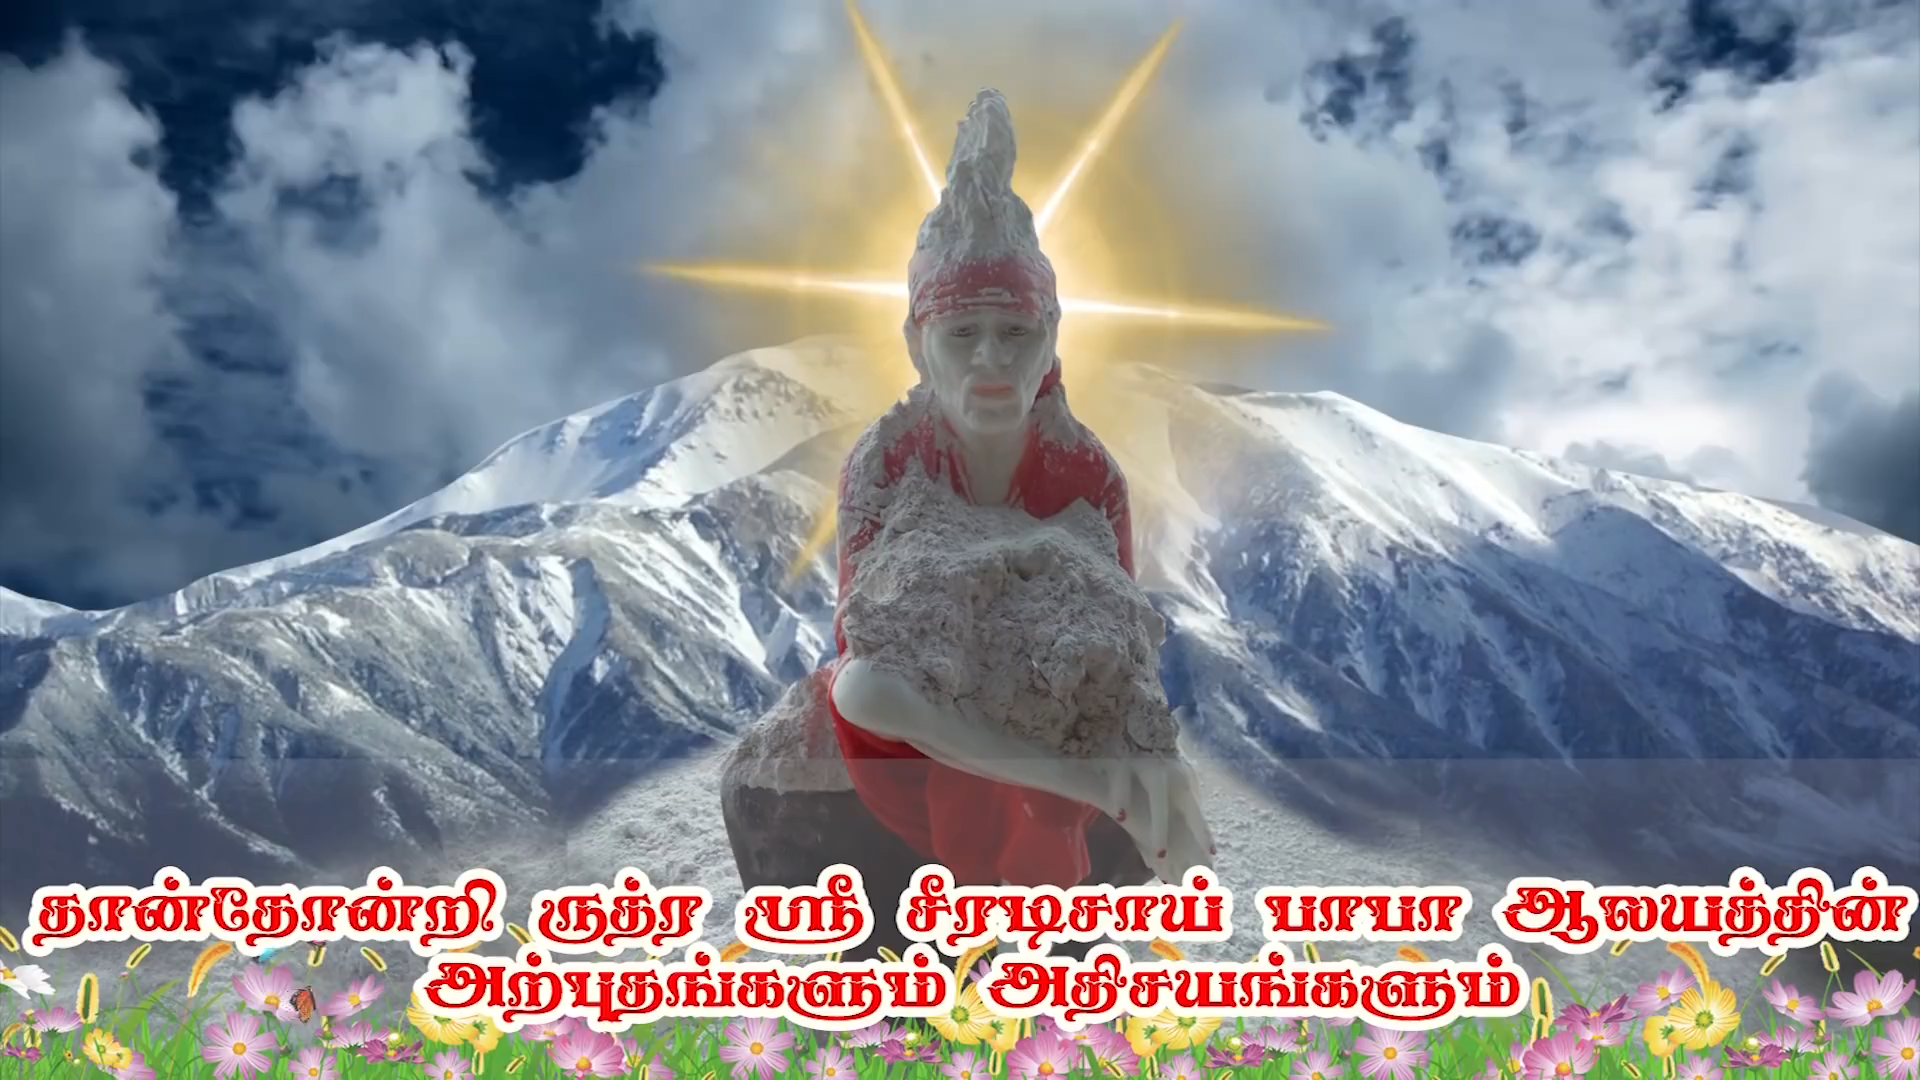 தான்தோன்றி ருத்ர ஸ்ரீ சீரடிசாய் பாபா ஆலயத்தின்
அற்புதங்களும் அதிசயங்களும்